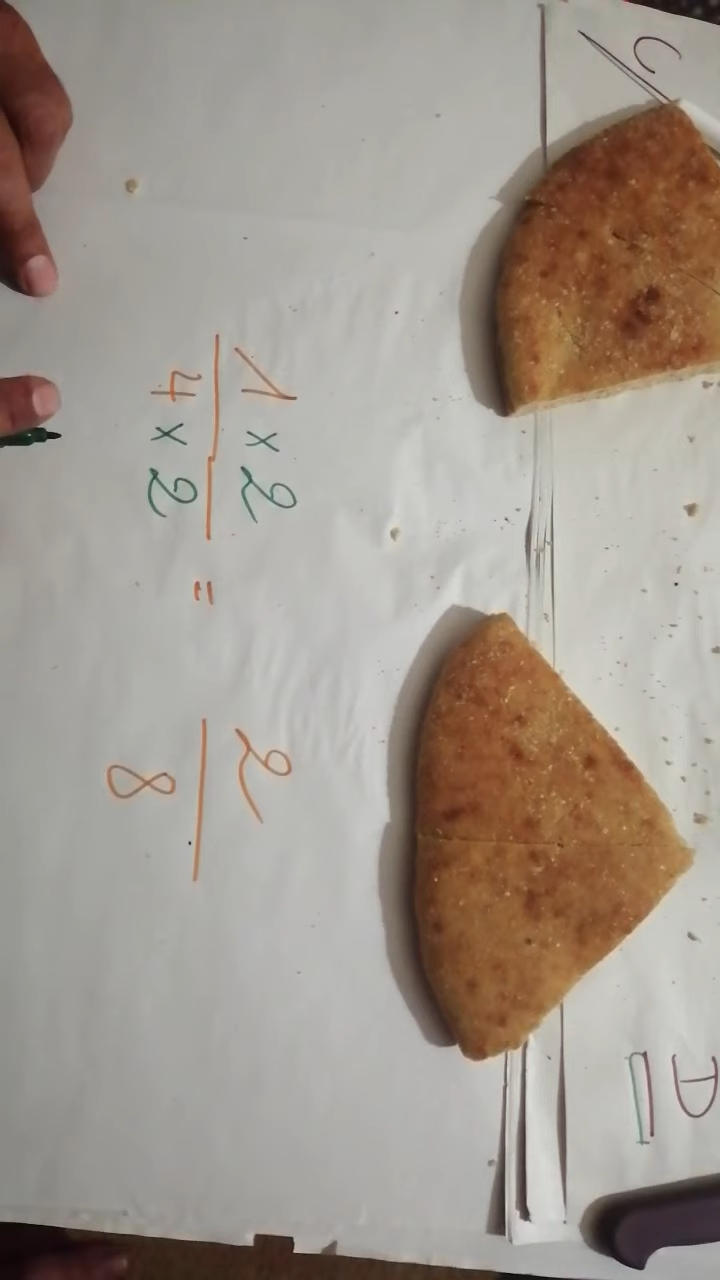 1 × 2 / 4 × 2 = 2 / 8